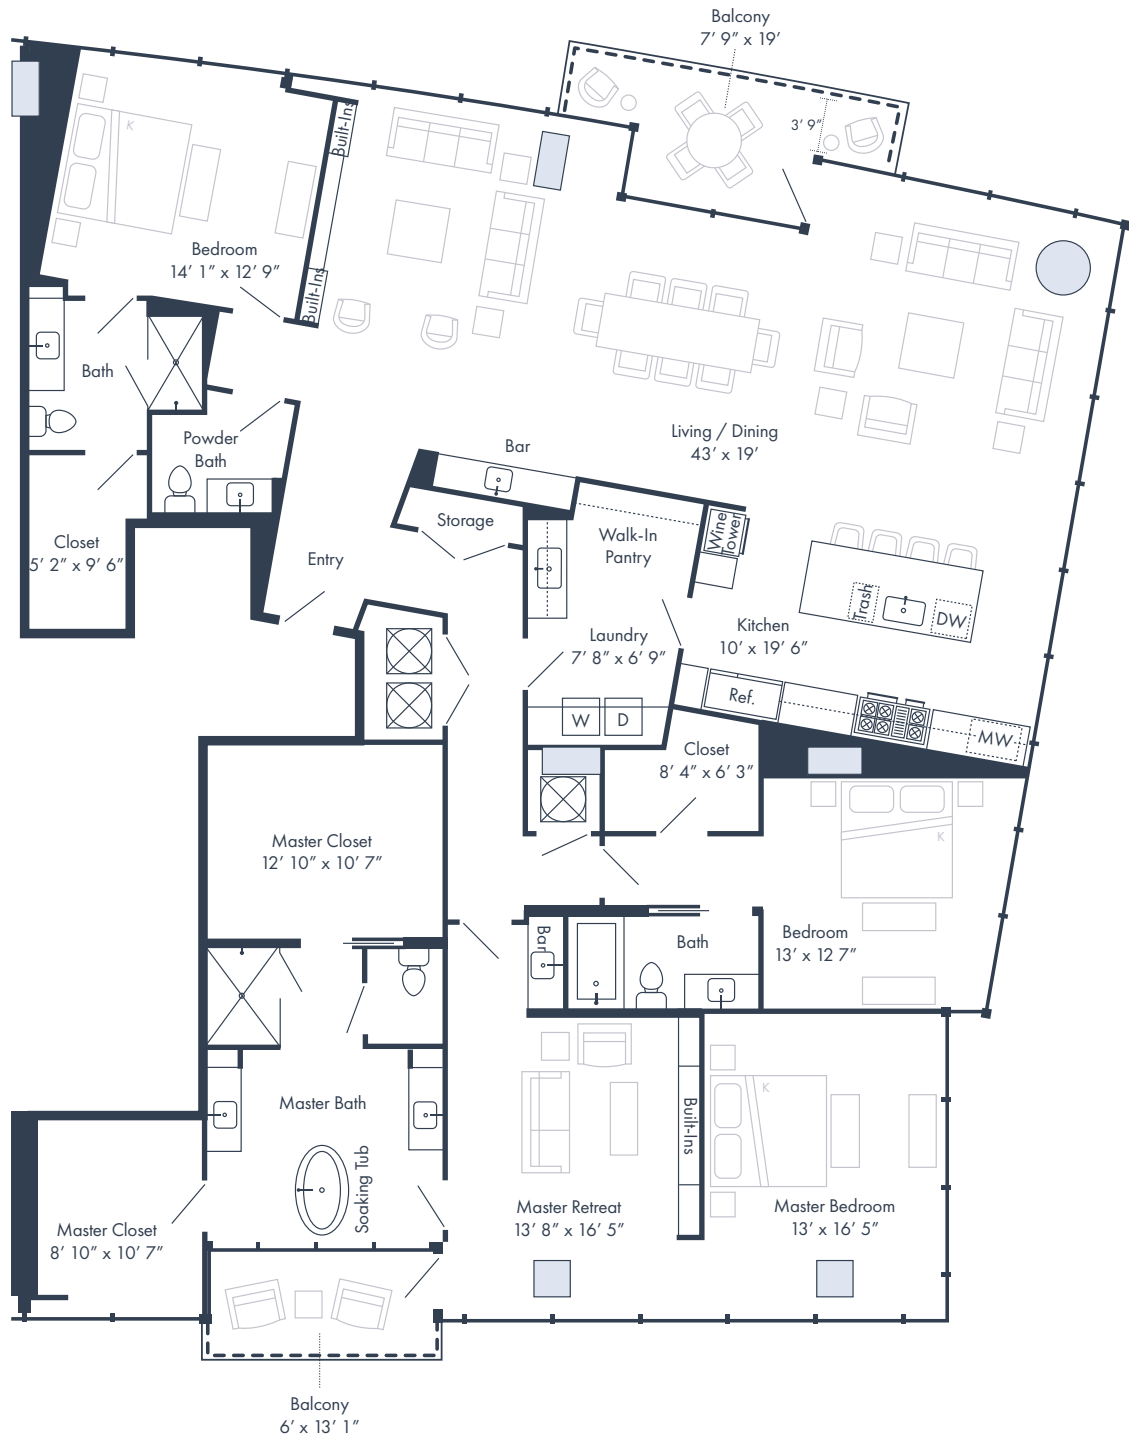 Balcony
7’ 9” x 19’
3’ 9”
K
Built-Ins
Bedroom
14’ 1” x 12’ 9”
Built-Ins
Bath
Powder
Bath
Living / Dining
43’ x 19’
Bar
Storage
Walk-In
Pantry
Wine
Tower
Closet
5’ 2” x 9’ 6”
Entry
Trash
DW
Kitchen
10’ x 19’ 6”
Laundry
7’ 8” x 6’ 9”
Ref.
W
D
MW
Closet
8’ 4” x 6’ 3”
Master Closet
12’ 10” x 10’ 7”
K
Bar
Bath
Bedroom
13’ x 12 7”
Master Bath
Soaking Tub
Built-Ins
K
Master Retreat
13’ 8” x 16’ 5”
Master Bedroom
13’ x 16’ 5”
Master Closet
8’ 10” x 10’ 7”
Balcony
6’ x 13’ 1”